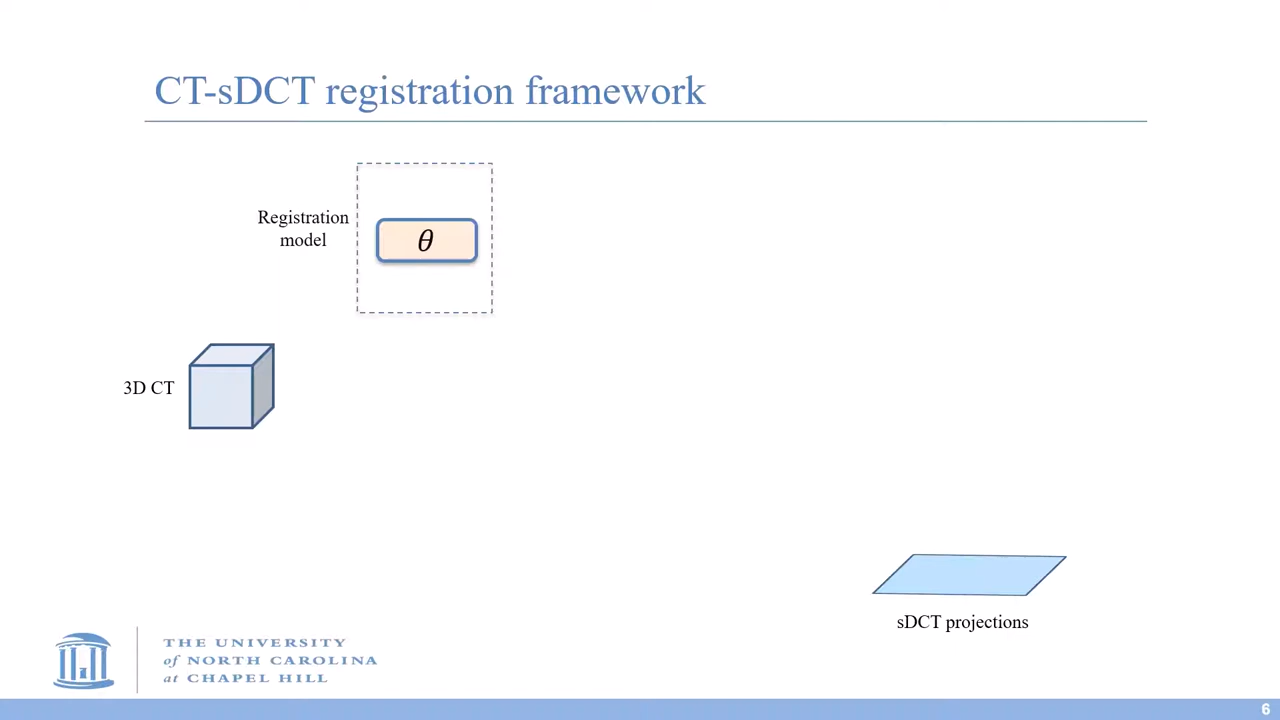 CT-sDCT registration framework
Registration
model
θ
3D CT
sDCT projections
THE UNIVERSITY
of NORTH CAROLINA
at CHAPEL HILL
6